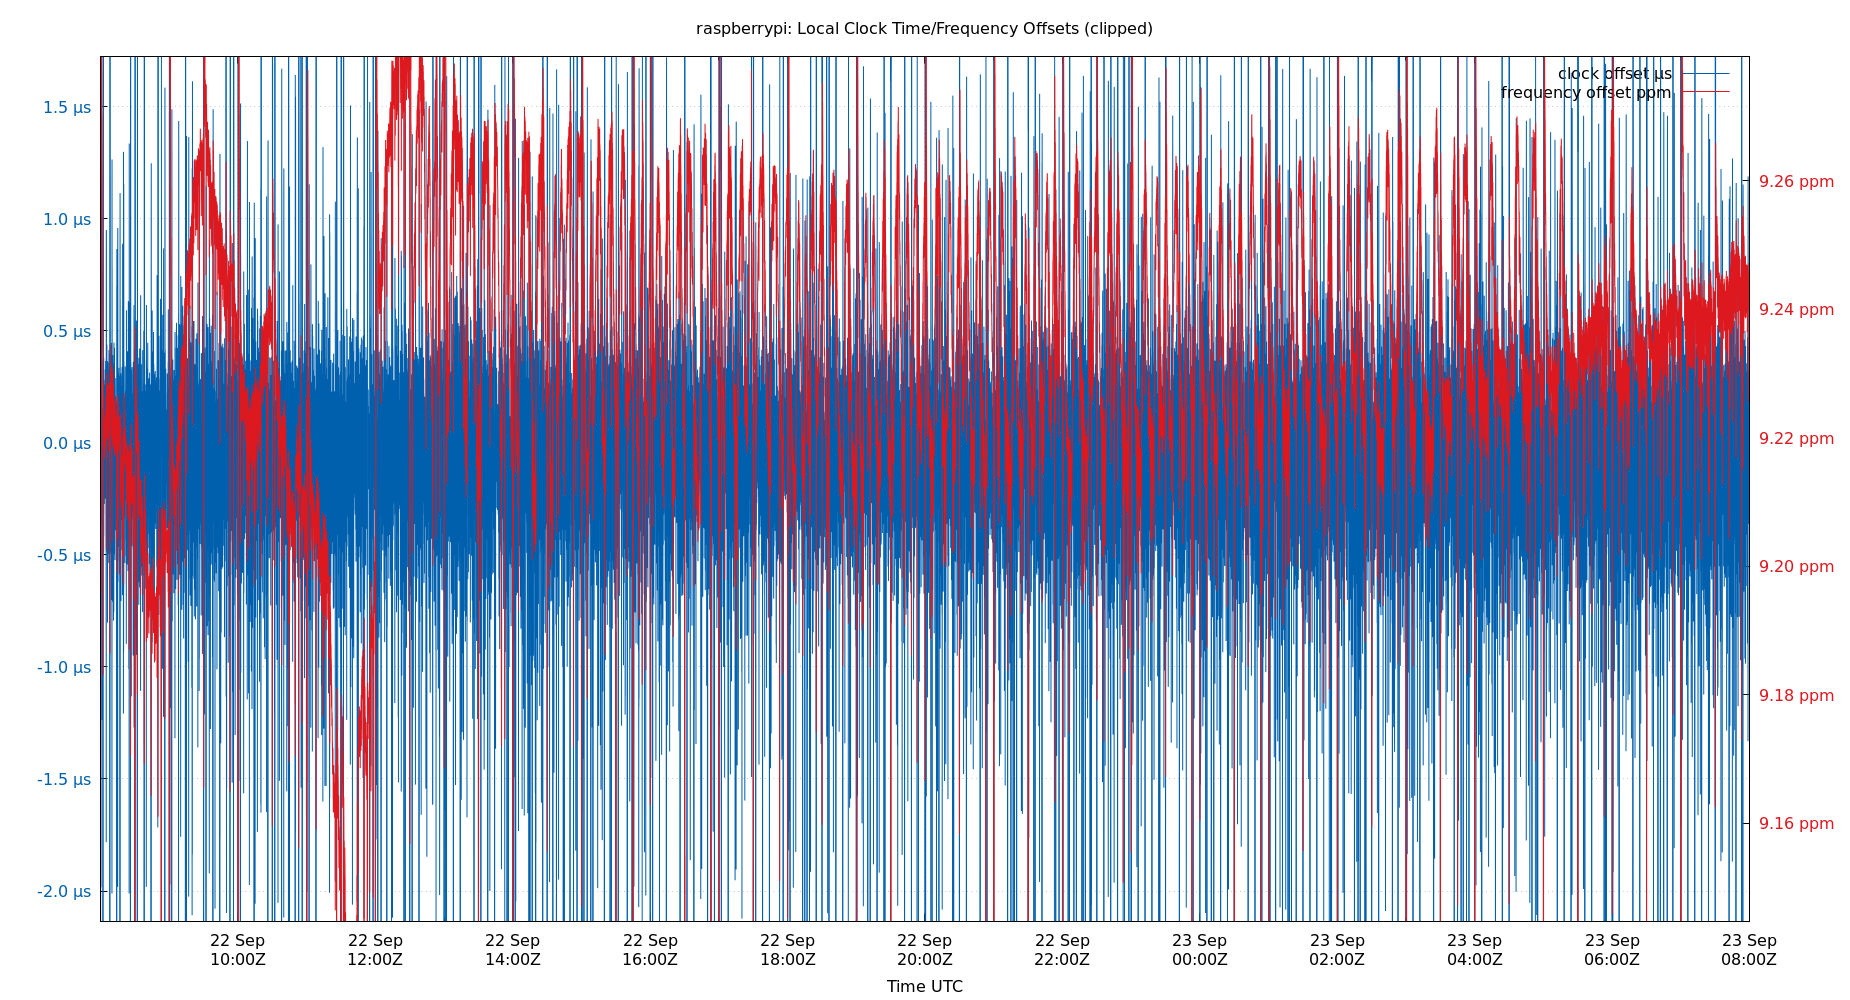 raspberrypi: Local Clock Time/Frequency Offsets (clipped)
clock offset µs
frequency offset ppm
1.5 µs
1.0 µs
0.5 µs
0.0 µs
-0.5 µs
-1.0 µs
-1.5 µs
-2.0 µs
9.26 ppm
9.24 ppm
9.22 ppm
9.20 ppm
9.18 ppm
9.16 ppm
22 Sep 22 Sep 22 Sep 22 Sep 22 Sep 22 Sep 22 Sep 23 Sep 23 Sep 23 Sep 23 Sep 23 Sep
10:00Z 12:00Z 14:00Z 16:00Z 18:00Z 20:00Z 22:00Z 00:00Z 02:00Z 04:00Z 06:00Z 08:00Z
Time UTC